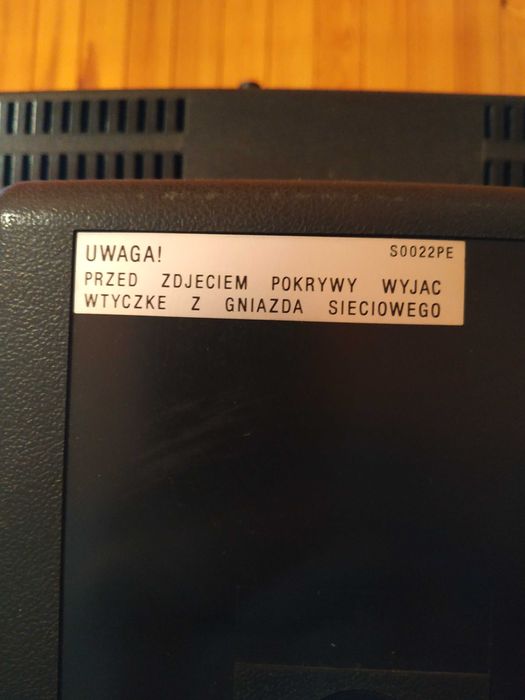 UWAGA! S0022PE
PRZED ZDJECIEM POKRYWY WYJAC
WTYCZKE Z GNIAZDA SIECIOWEGO